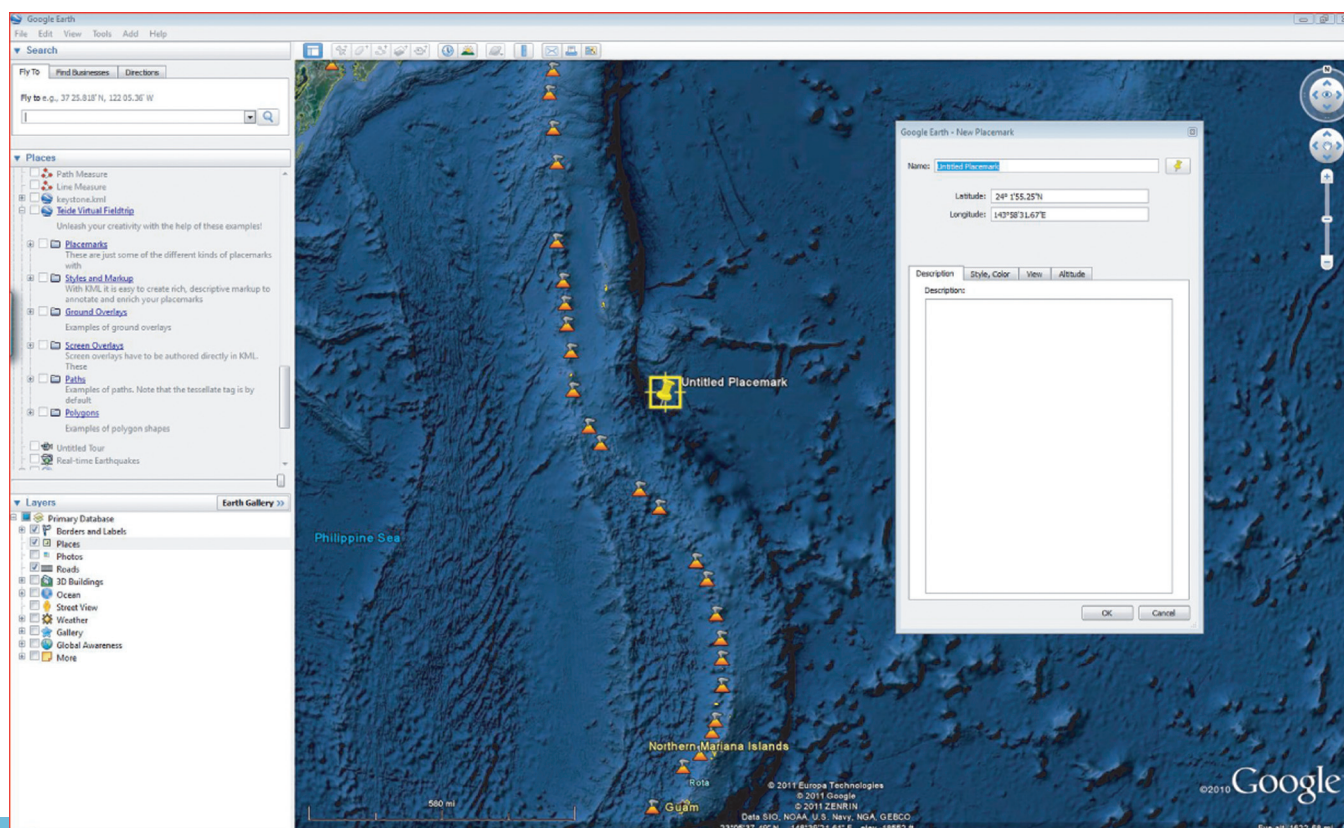 Google Earth
File Edit View Tools Add Help
Search
Fly To Find Businesses Directions
Fly to e.g., 37 25.818' N, 122 05.36' W
Places
Path Measure
Line Measure
keystone.kml
Teide Virtual Fieldtrip
Unleash your creativity with the help of these examples!
Placemarks
These are just some of the different kinds of placemarks
with
Styles and Markup
With KML it is easy to create rich, descriptive markup to
annotate and enrich your placemarks
Ground Overlays
Examples of ground overlays
Screen Overlays
Screen overlays have to be authored directly in KML.
These
Paths
Examples of paths. Note that the tessellate tag is by
default
Polygons
Examples of polygon shapes
Untitled Tour
Real-time Earthquakes
Layers
Earth Gallery >>
Primary Database
Borders and Labels
Places
Photos
Roads
3D Buildings
Ocean
Street View
Weather
Gallery
Global Awareness
More
N
Untitled Placemark
Philippine Sea
Northern Mariana Islands
Rota
Guam
560 mi
© 2011 Europa Technologies
© 2011 Google
© 2011 ZENRIN
Data SIO, NOAA, U.S. Navy, NGA, GEBCO
©2010 Google
Google Earth - New Placemark
Name: Untitled Placemark
Latitude: 24° 1'55.25"N
Longitude: 143°58'31.67"E
Description Style, Color View Altitude
Description:
OK Cancel